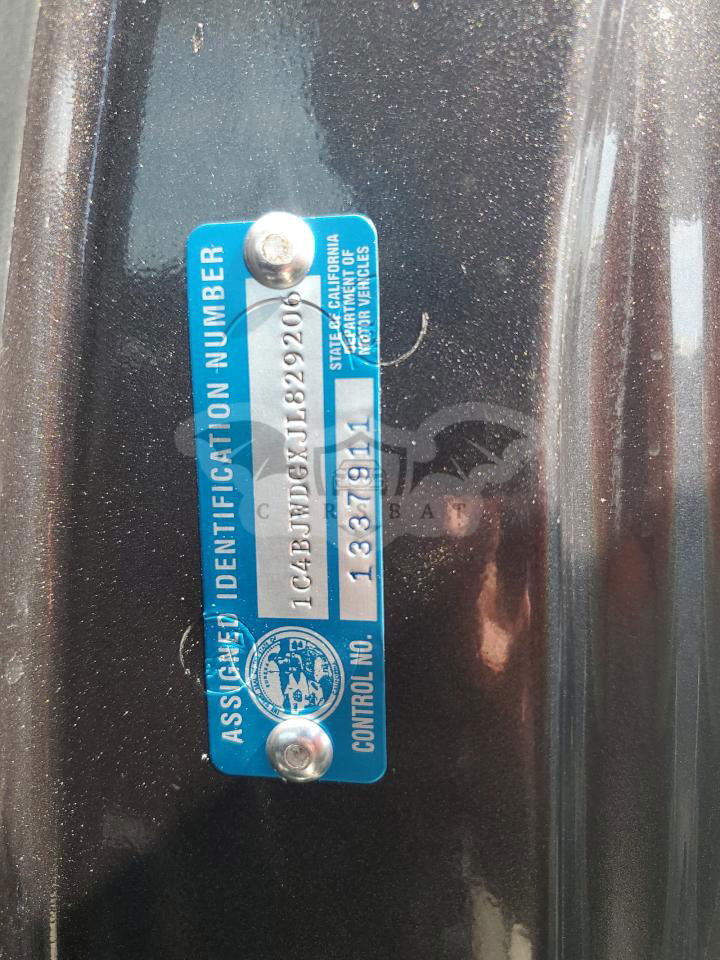 ASSIGNED IDENTIFICATION NUMBER
1C4BJWDGXJL829206
STATE OF CALIFORNIA
DEPARTMENT OF
MOTOR VEHICLES
CONTROL NO.
1337911